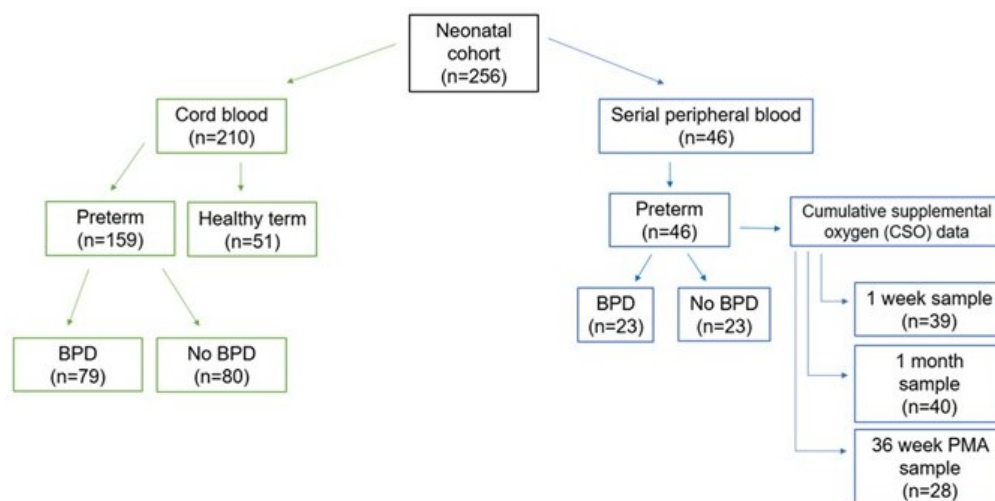 Neonatal
cohort
(n=256)
Cord blood
(n=210)
Serial peripheral blood
(n=46)
Preterm
(n=159)
Healthy term
(n=51)
Preterm
(n=46)
Cumulative supplemental
oxygen (CSO) data
BPD
(n=79)
No BPD
(n=80)
BPD
(n=23)
No BPD
(n=23)
1 week sample
(n=39)
1 month
sample
(n=40)
36 week PMA
sample
(n=28)